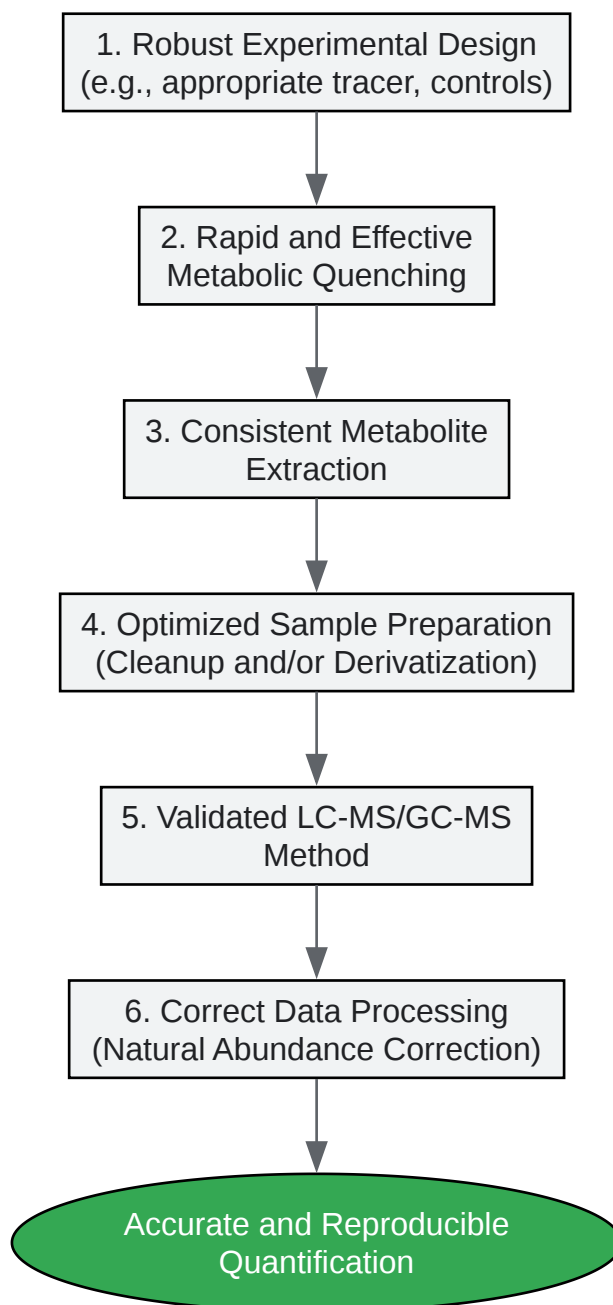 1. Robust Experimental Design
(e.g., appropriate tracer, controls)
2. Rapid and Effective
Metabolic Quenching
3. Consistent Metabolite
Extraction
4. Optimized Sample Preparation
(Cleanup and/or Derivatization)
5. Validated LC-MS/GC-MS
Method
6. Correct Data Processing
(Natural Abundance Correction)
Accurate and Reproducible
Quantification